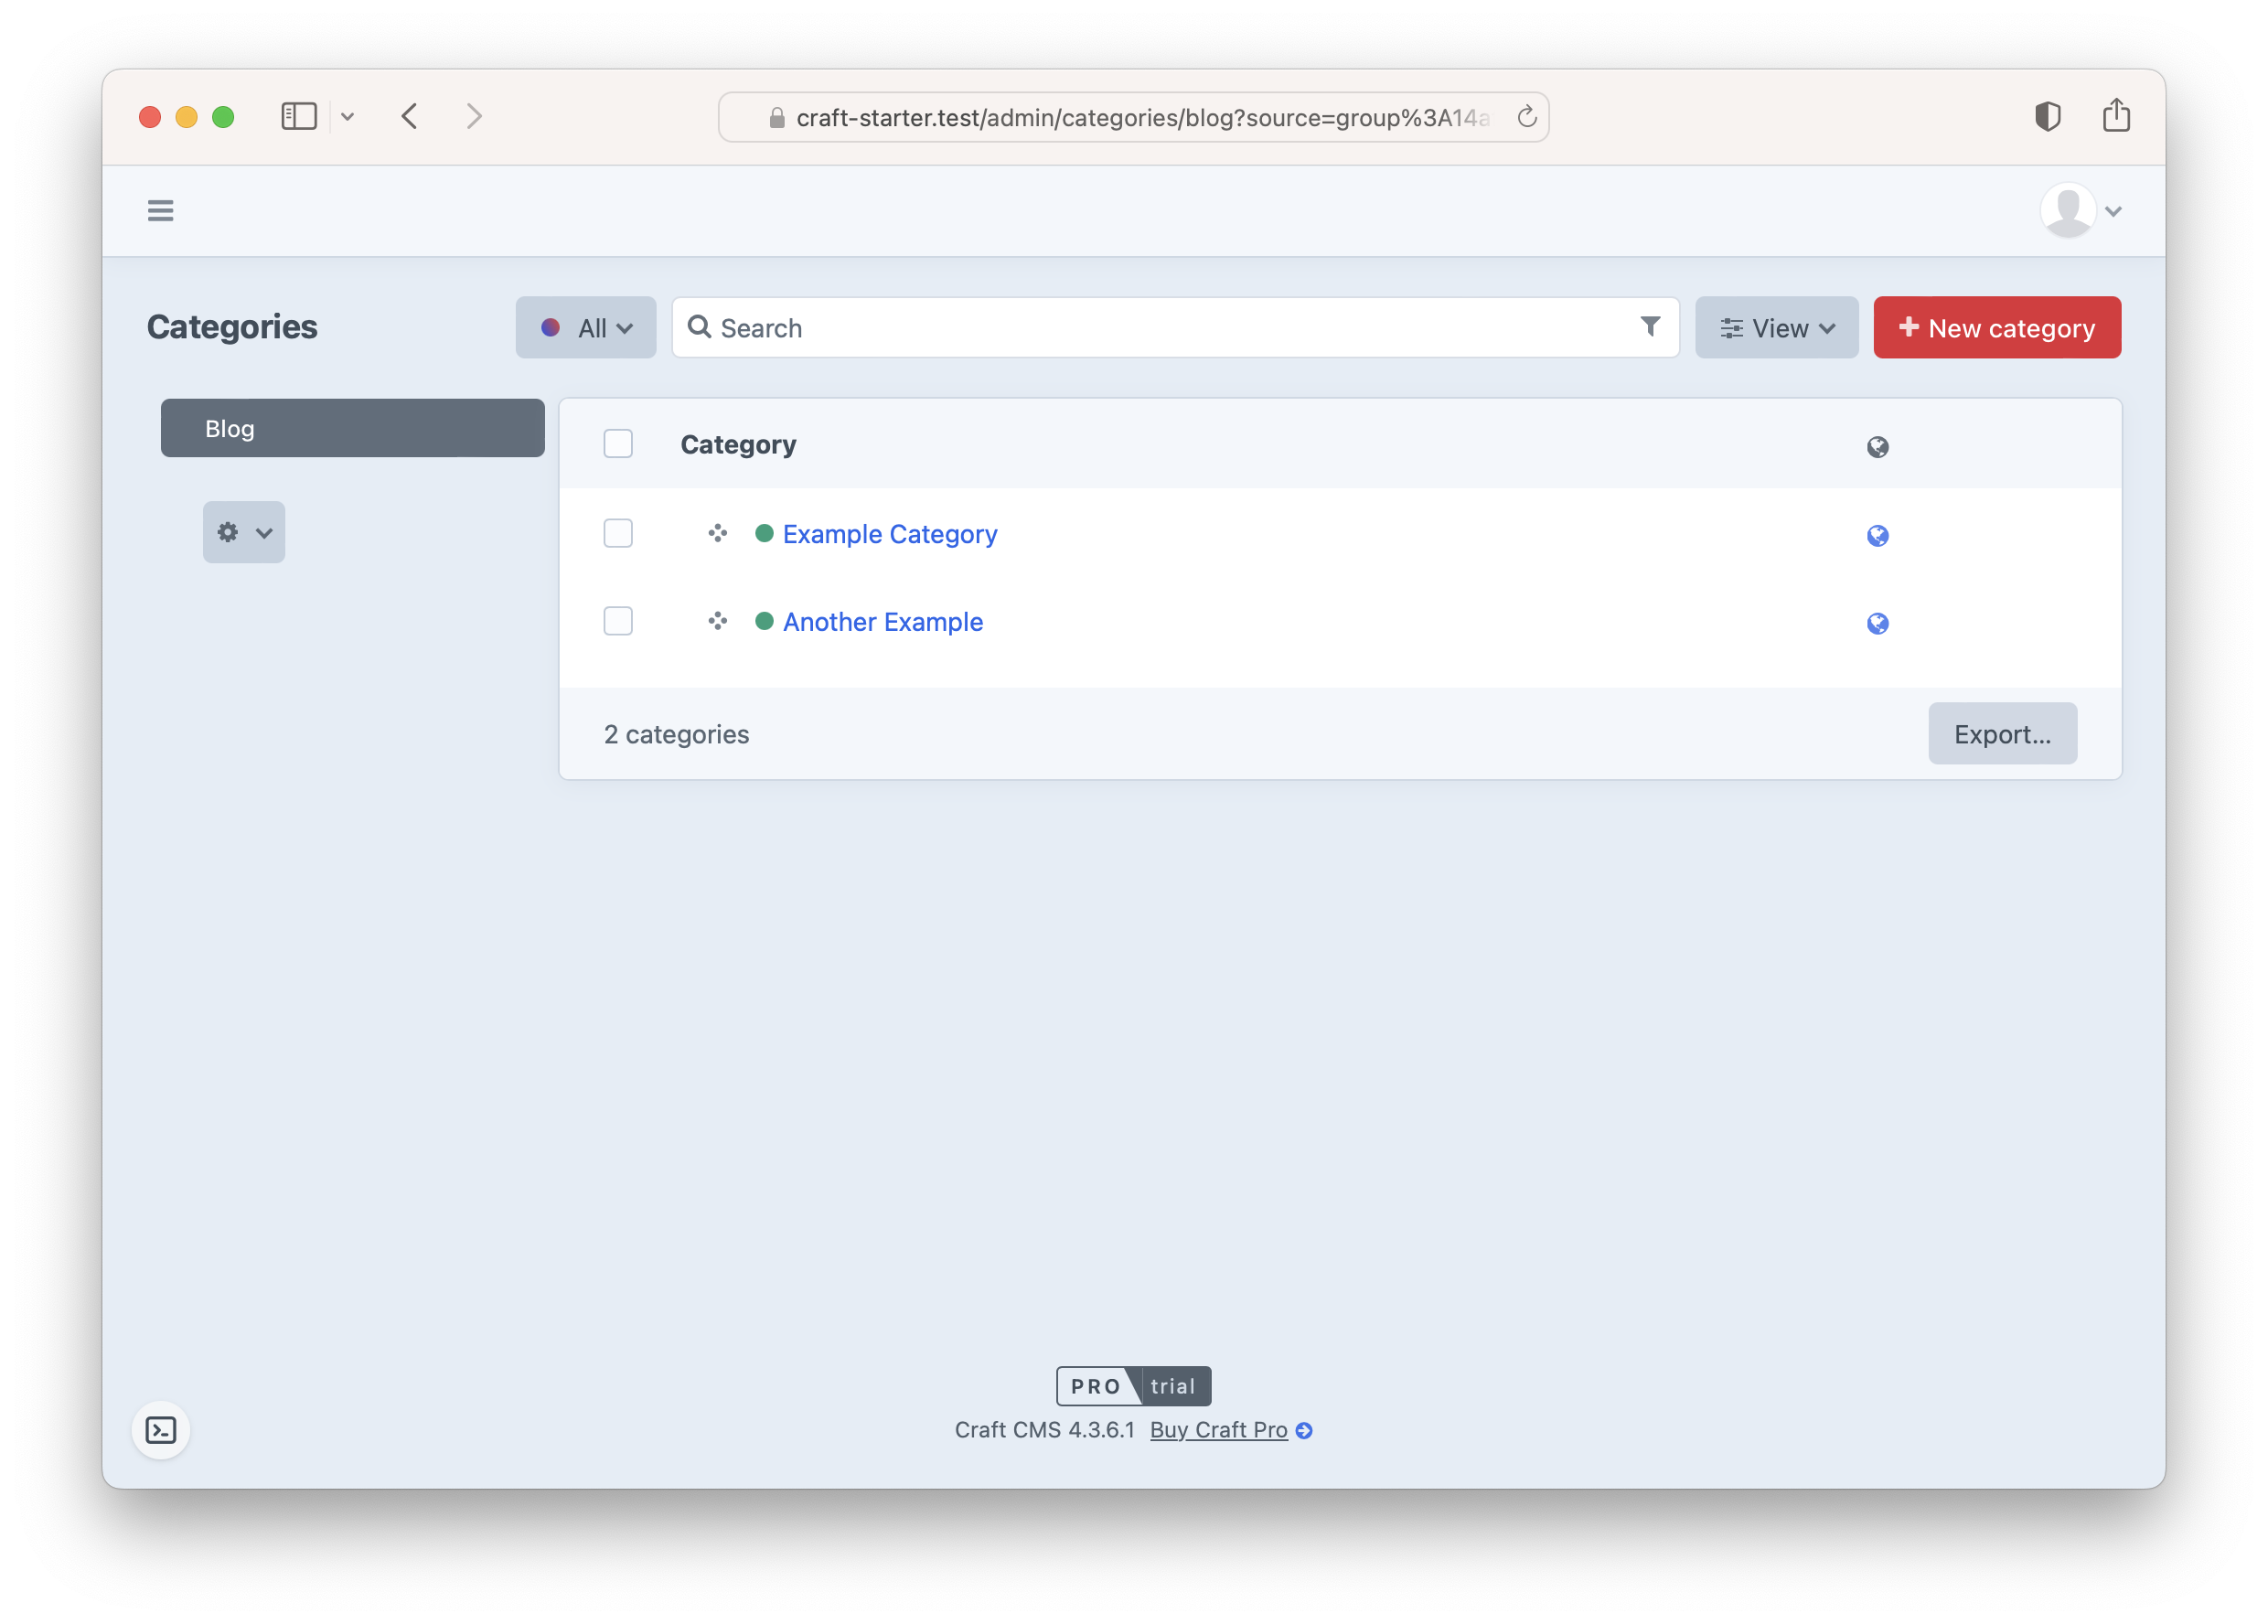 craft-starter.test/admin/categories/blog?source=group%3A14a
Categories
All
Search
View
New category
Blog
Category
Example Category
Another Example
2 categories
Export...
PRO trial
Craft CMS 4.3.6.1 Buy Craft Pro